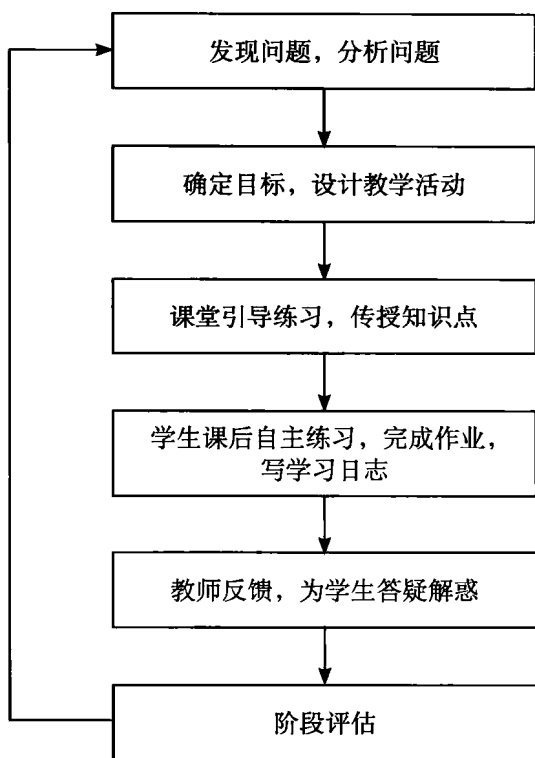 发现问题，分析问题
确定目标，设计教学活动
课堂引导练习，传授知识点
学生课后自主练习，完成作业，
写学习日志
教师反馈，为学生答疑解惑
阶段评估